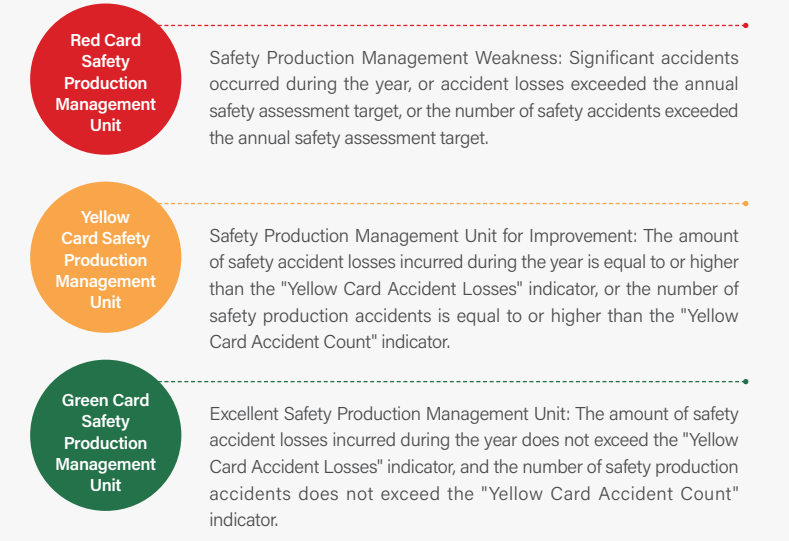 Red Card
Safety
Production
Management
Unit
Safety Production Management Weakness: Significant accidents
occurred during the year, or accident losses exceeded the annual
safety assessment target, or the number of safety accidents exceeded
the annual safety assessment target.
Yellow
Card Safety
Production
Management
Unit
Safety Production Management Unit for Improvement: The amount
of safety accident losses incurred during the year is equal to or higher
than the "Yellow Card Accident Losses" indicator, or the number of
safety production accidents is equal to or higher than the "Yellow
Card Accident Count" indicator.
Green Card
Safety
Production
Management
Unit
Excellent Safety Production Management Unit: The amount of safety
accident losses incurred during the year does not exceed the "Yellow
Card Accident Losses" indicator, and the number of safety production
accidents does not exceed the "Yellow Card Accident Count"
indicator.